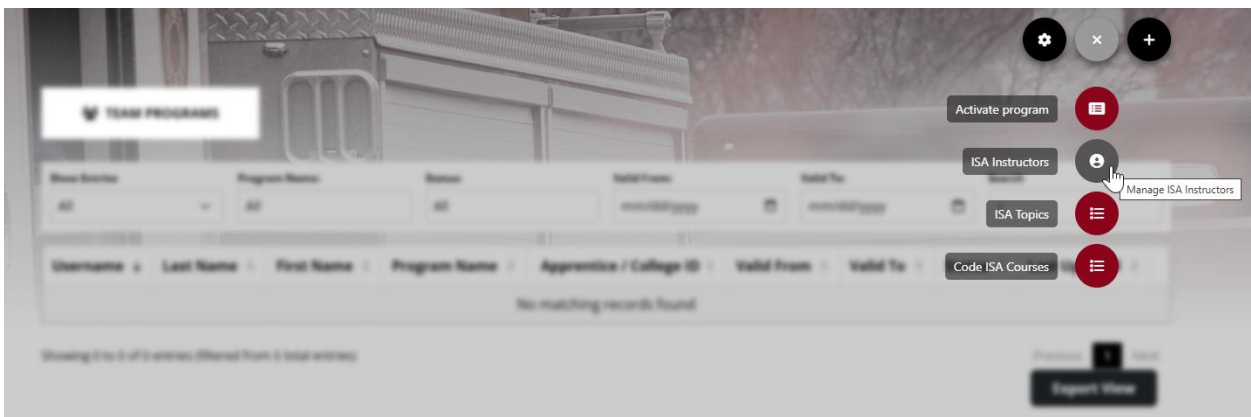 Activate program
TEAM PROGRAMS
ISA Instructors
Manage ISA Instructors
Show Entries Program Name: Status: Valid From: Valid To: Search
All All All mm/dd/yyyy mm/dd/yyyy
ISA Topics
Username Last Name First Name Program Name Apprentice / College ID Valid From Valid To
Code ISA Courses
No matching records found
Showing 0 to 0 of 0 entries (filtered from 5 total entries)
Previous 1 Next
Export View